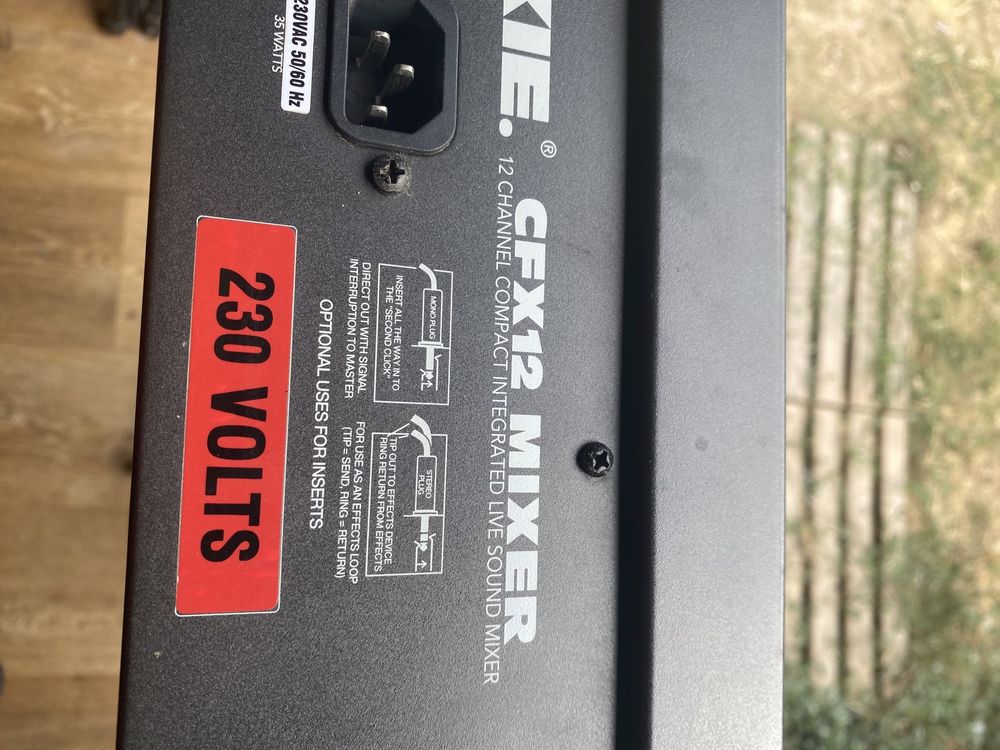 KIE.®
CFX12 MIXER
12 CHANNEL COMPACT INTEGRATED LIVE SOUND MIXER
230VAC 50/60 Hz
35 WATTS
MONO PLUG
INSERT ALL THE WAY IN TO
THE "SECOND CLICK"
DIRECT OUT WITH SIGNAL
INTERRUPTION TO MASTER
STEREO
PLUG
TIP OUT TO EFFECTS DEVICE
RING RETURN FROM EFFECTS
FOR USE AS AN EFFECTS LOOP
(TIP = SEND, RING = RETURN)
OPTIONAL USES FOR INSERTS
230 VOLTS